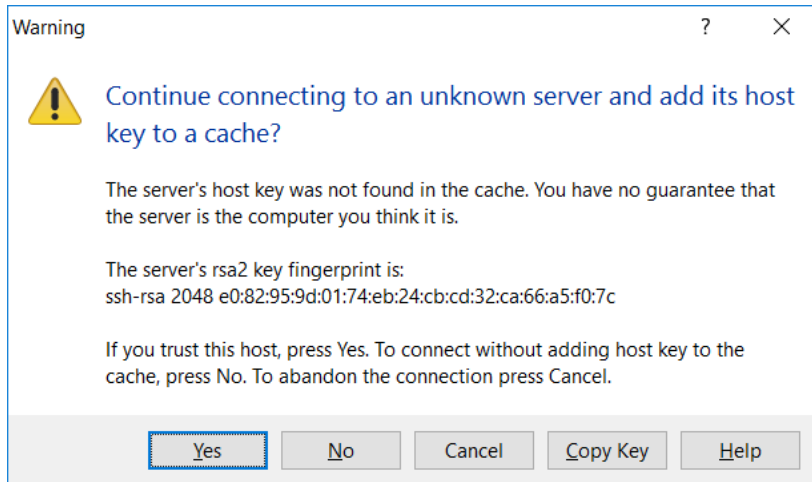 Warning
?
Continue connecting to an unknown server and add its host
key to a cache?
The server's host key was not found in the cache. You have no guarantee that
the server is the computer you think it is.
The server's rsa2 key fingerprint is:
ssh-rsa 2048 e0:82:95:9d:01:74:eb:24:cb:cd:32:ca:66:a5:f0:7c
If you trust this host, press Yes. To connect without adding host key to the
cache, press No. To abandon the connection press Cancel.
Yes No Cancel Copy Key Help